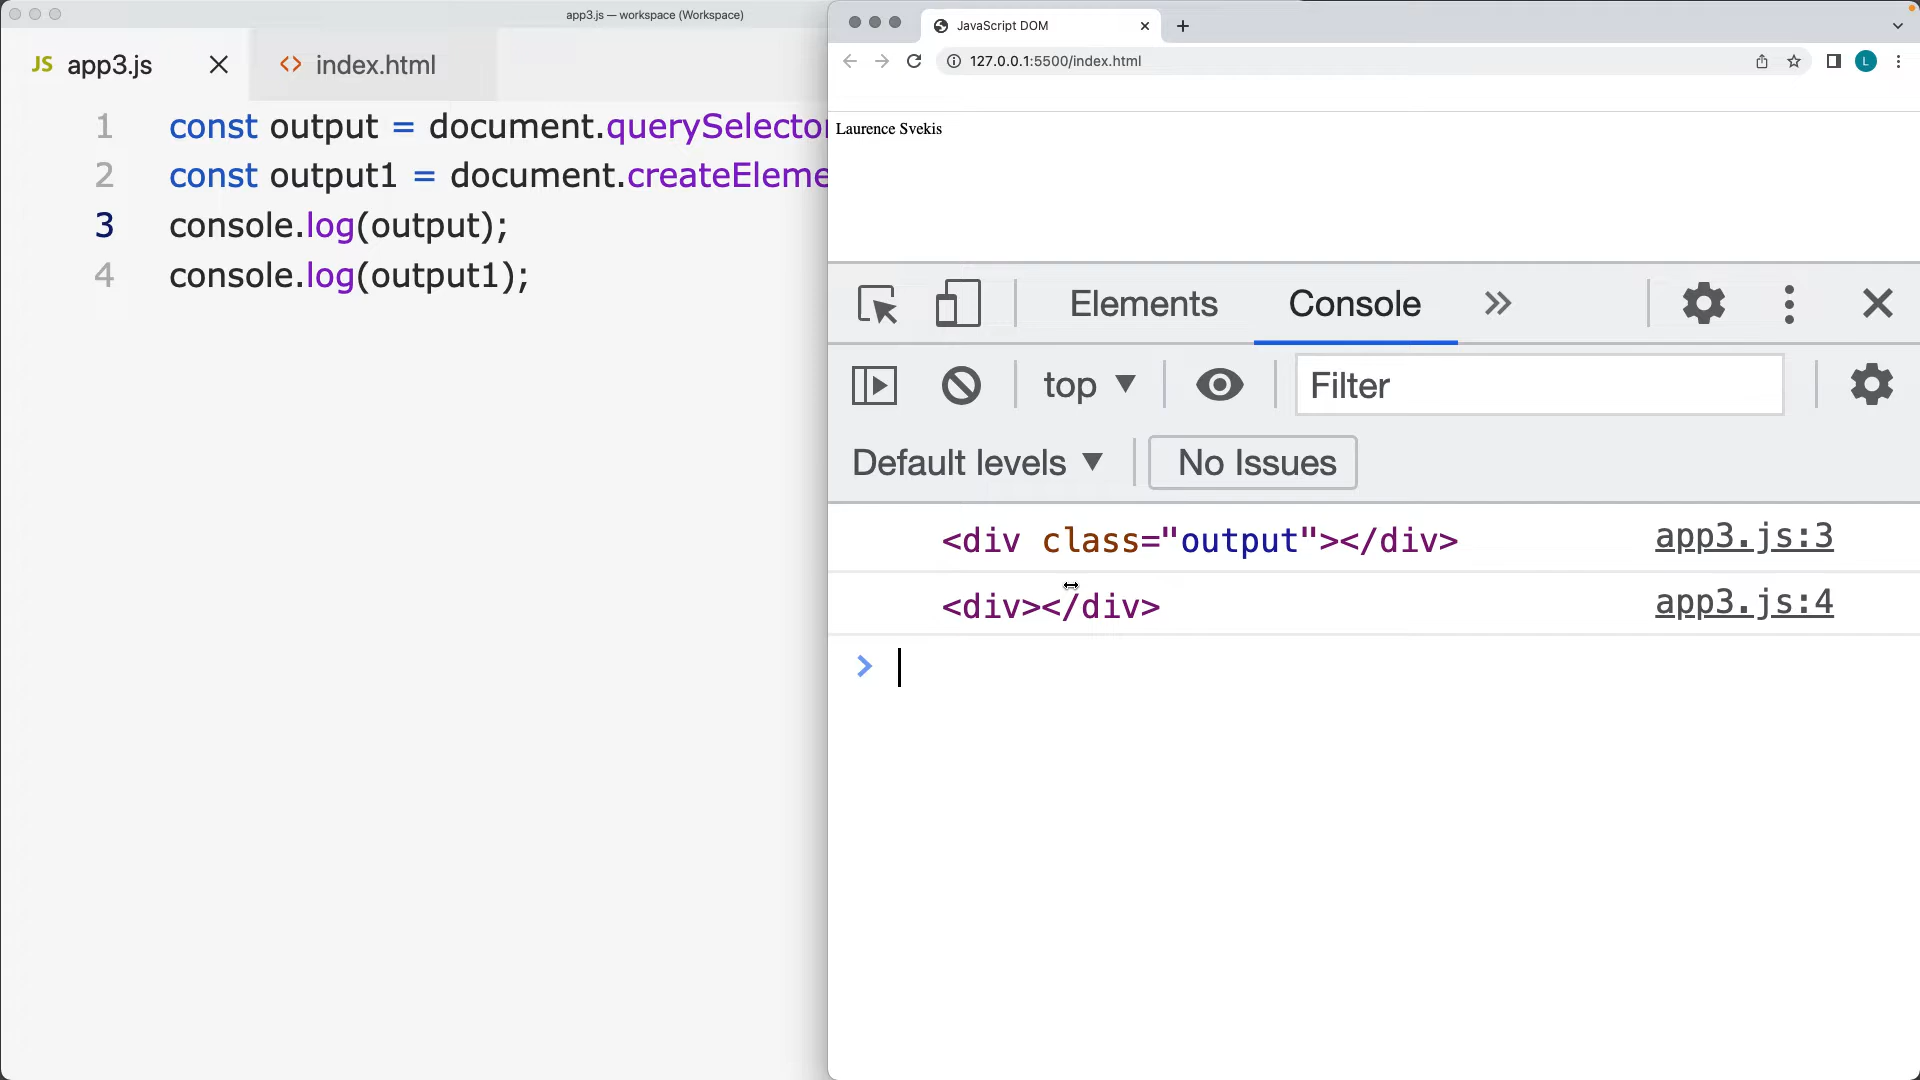 app3.js — workspace (Workspace)
JS app3.js
<> index.html
1 const output = document.querySelector
2 const output1 = document.createEleme
3 console.log(output);
4 console.log(output1);
JavaScript DOM
127.0.0.1:5500/index.html
L
Laurence Svekis
Elements Console
top Filter
Default levels No Issues
<div class="output"></div> app3.js:3
<div></div> app3.js:4